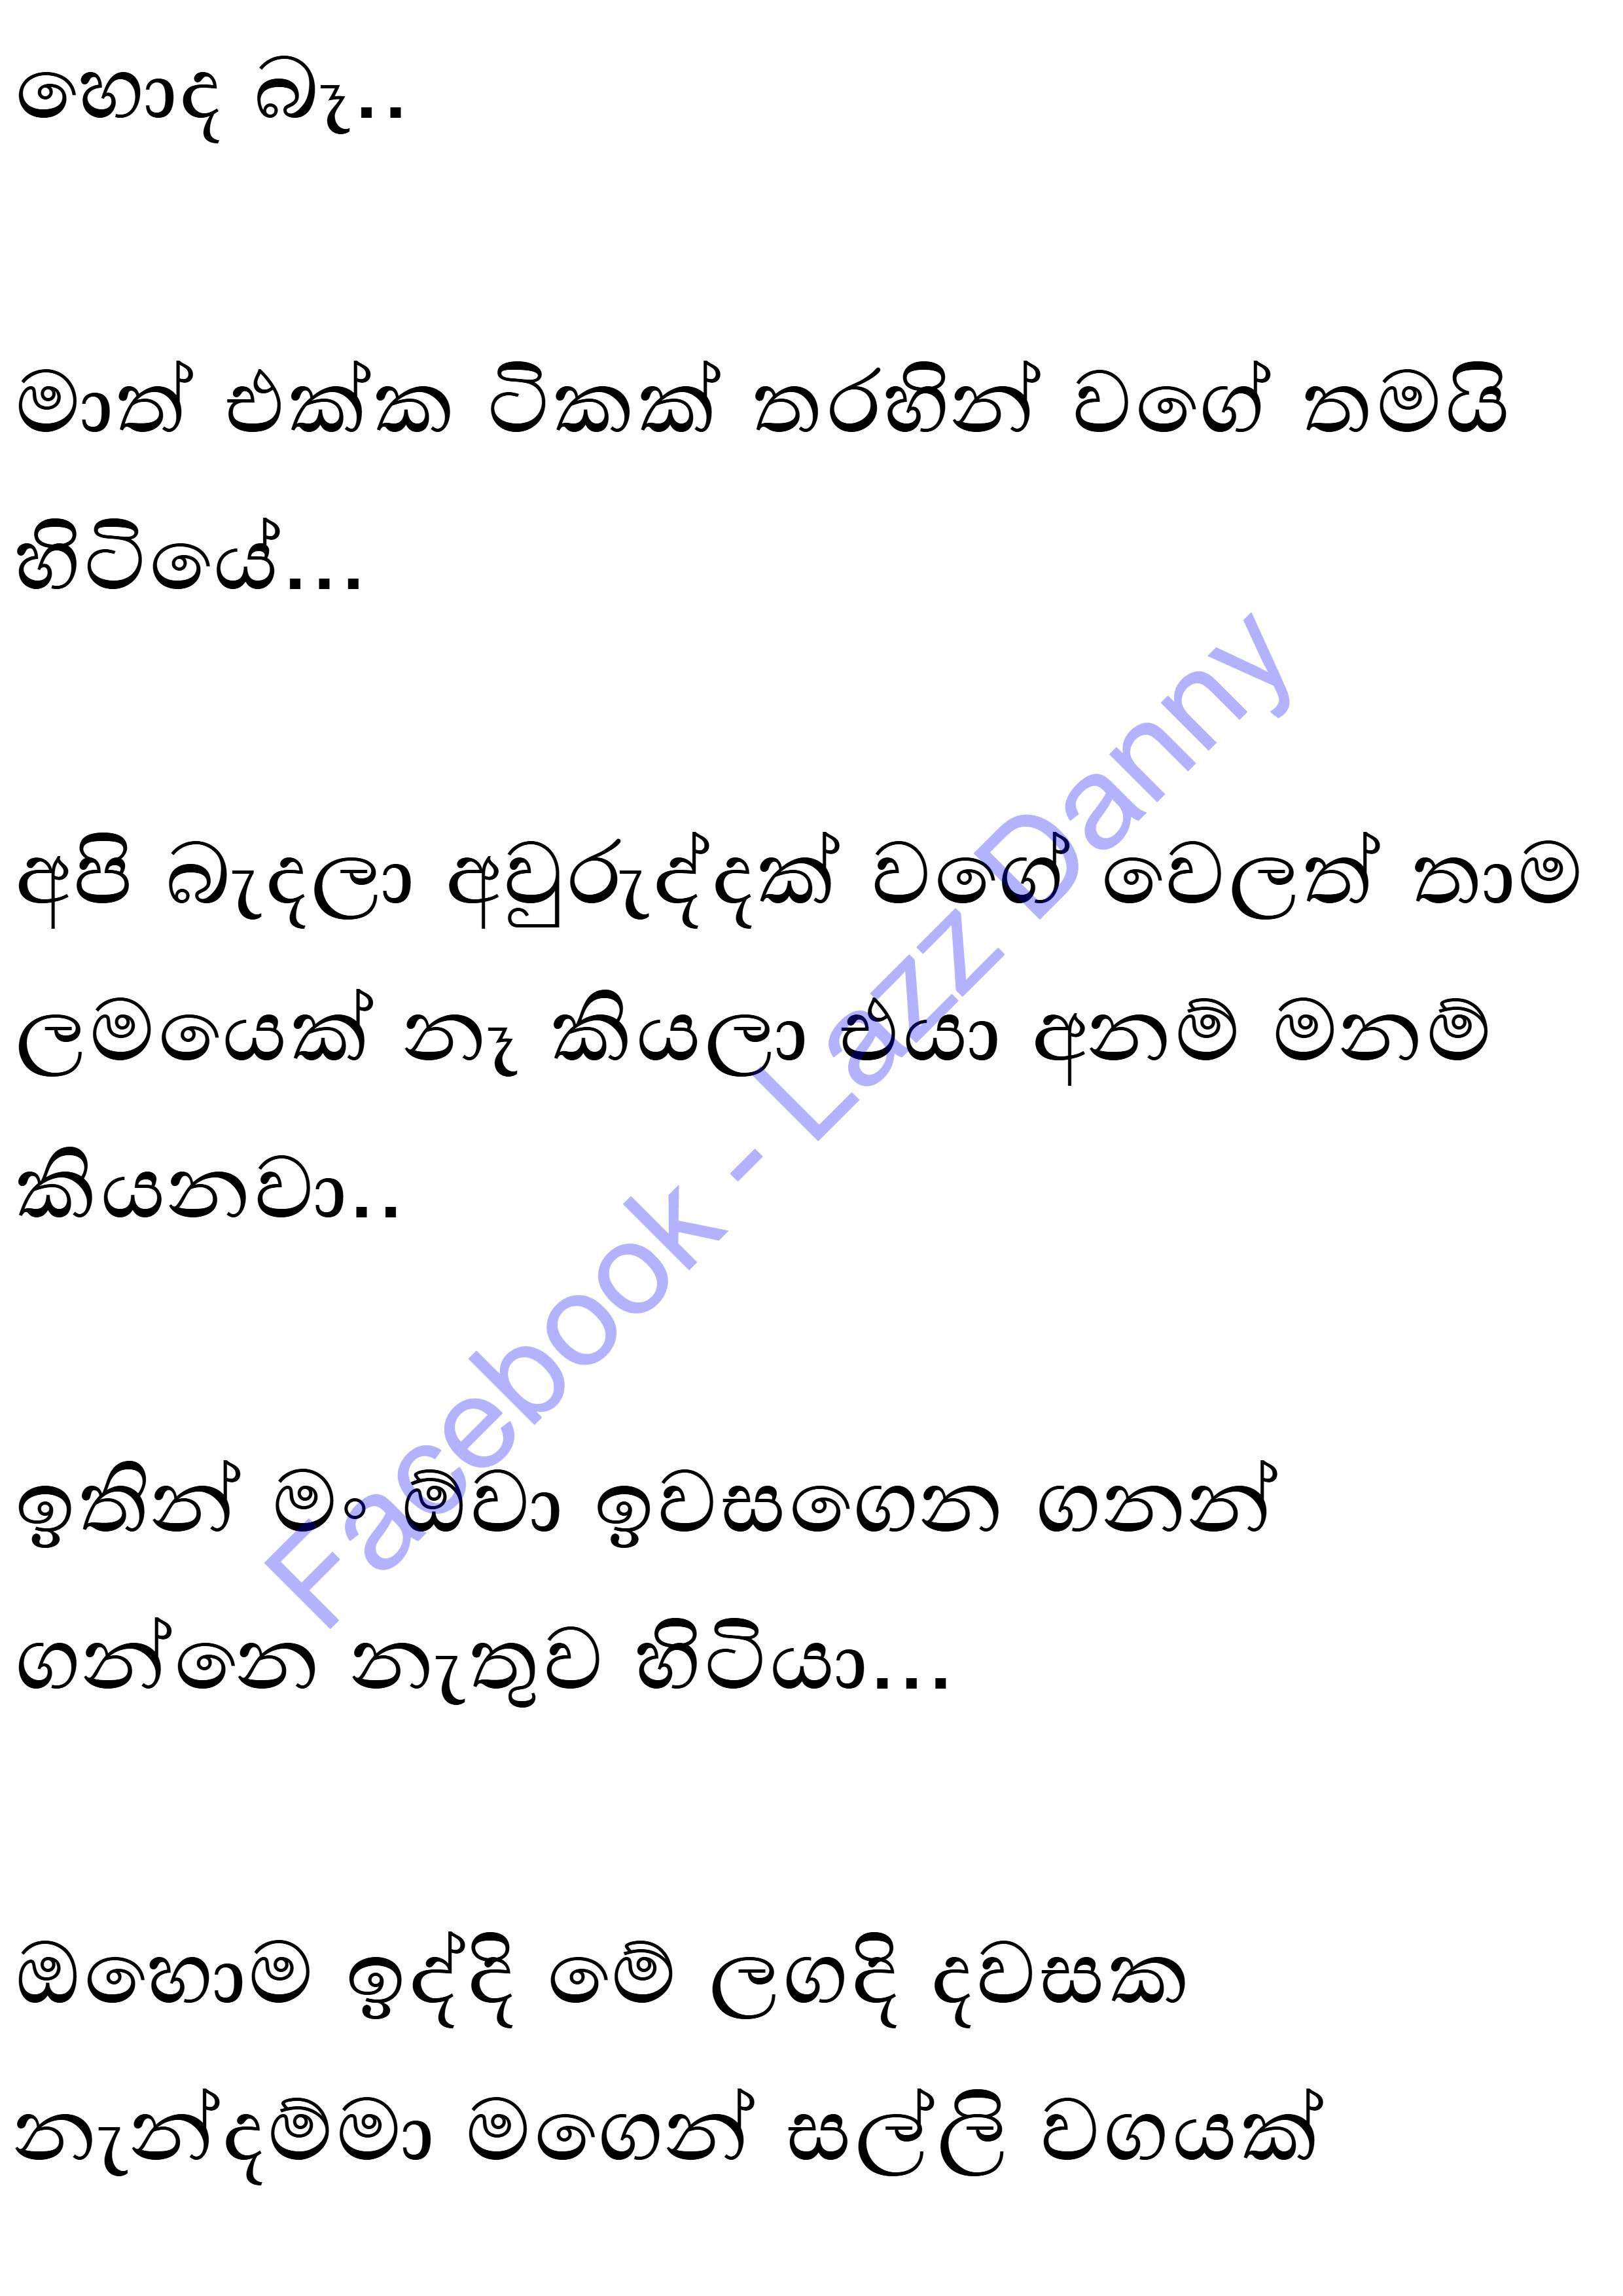 හොද බෑ..
මාත් එක්ක ටිකක් තරහින් වගේ තමයි
හිටියේ...
අපි බැදලා අවුරුද්දක් වගේ වෙලත් තාම
ලමයෙක් නෑ කියලා එයා අනම් මනම්
කියනවා..
ඉතින් මං ඕවා ඉවසගෙන ගනන්
ගන්නෙ නැතුව හිටියා...
ඔහොම ඉද්දි මේ ලගදි දවසක
නැන්දම්මා මගෙන් සල්ලි වගයක්
Facebook - Lazz Danny